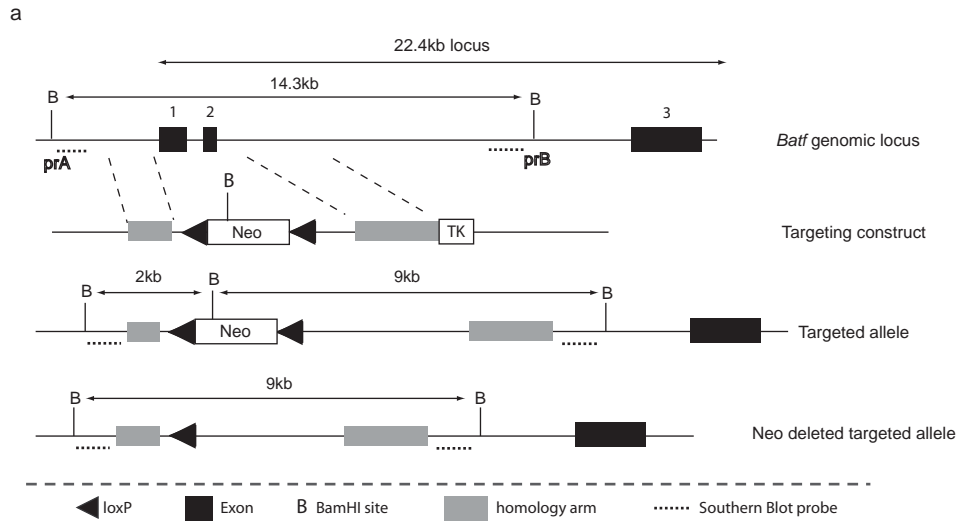 a
22.4kb locus
14.3kb
B
B
1
2
3
prA
prB
Batf genomic locus
B
Neo
TK
Targeting construct
2kb
9kb
B
B
B
Neo
Targeted allele
9kb
B
B
Neo deleted targeted allele
loxP
Exon
B BamHI site
homology arm
Southern Blot probe